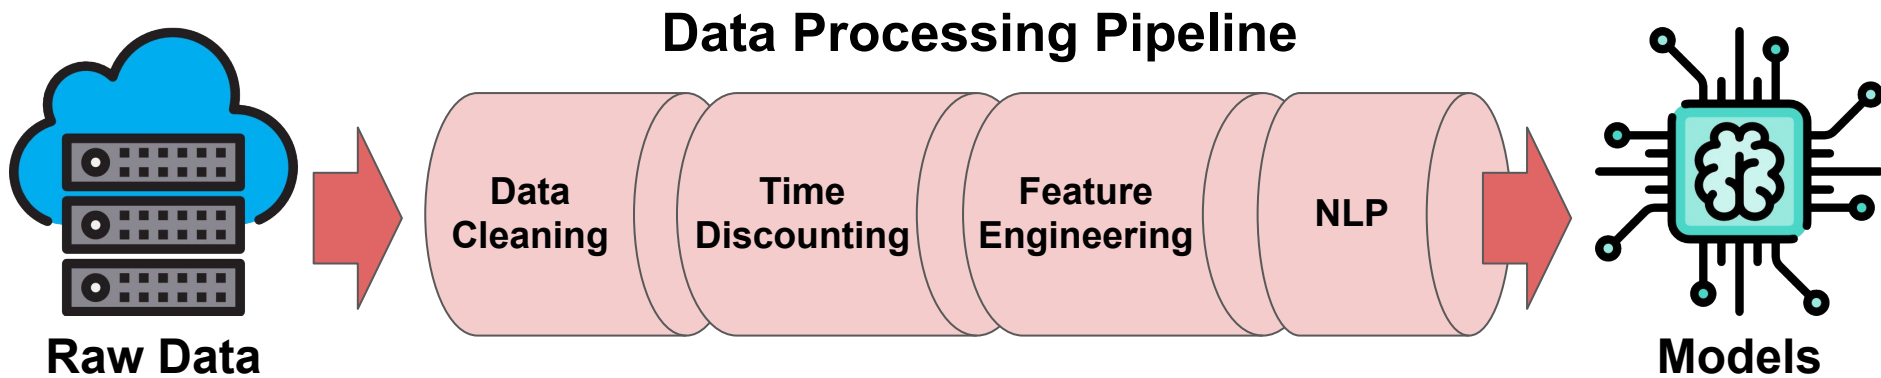 Data Processing Pipeline
Data
Cleaning
Time
Discounting
Feature
Engineering
NLP
Raw Data
Models